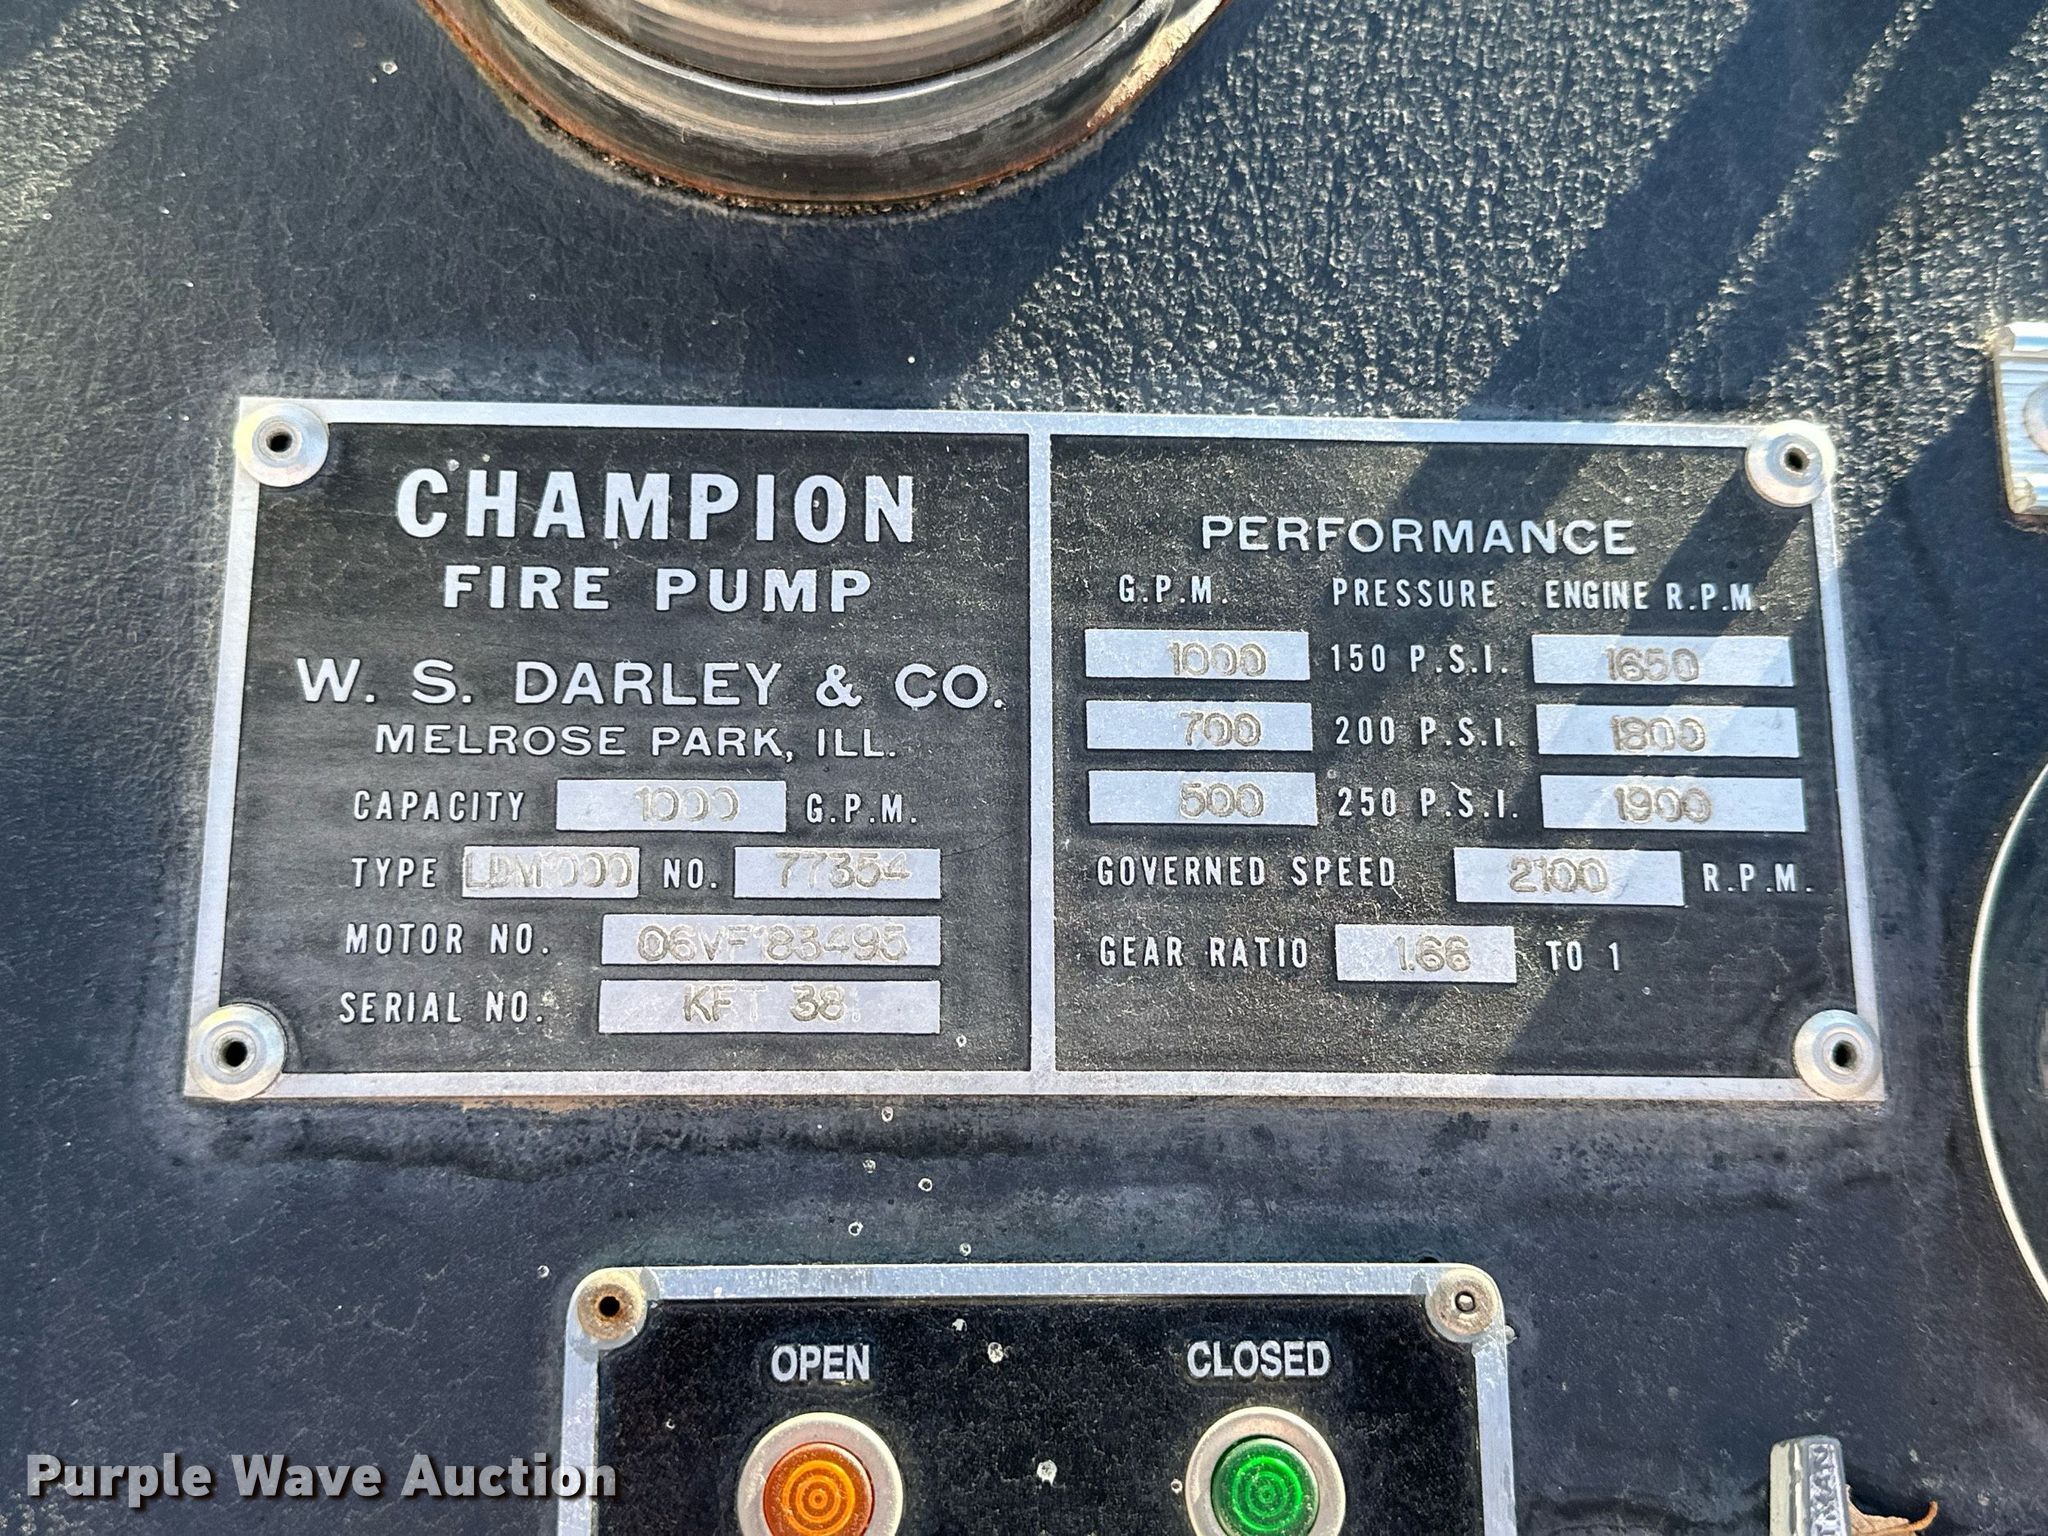 CHAMPION
FIRE PUMP
W. S. DARLEY & CO.
MELROSE PARK, ILL.
CAPACITY 1000 G.P.M.
TYPE LDM1000 NO. 77354
MOTOR NO. 06VF183495
SERIAL NO. KFT 381
PERFORMANCE
G.P.M. PRESSURE ENGINE R.P.M.
1000 150 P.S.I. 1650
700 200 P.S.I. 1800
500 250 P.S.I. 1900
GOVERNED SPEED 2100 R.P.M.
GEAR RATIO 1.66 TO 1
OPEN CLOSED
Purple Wave Auction